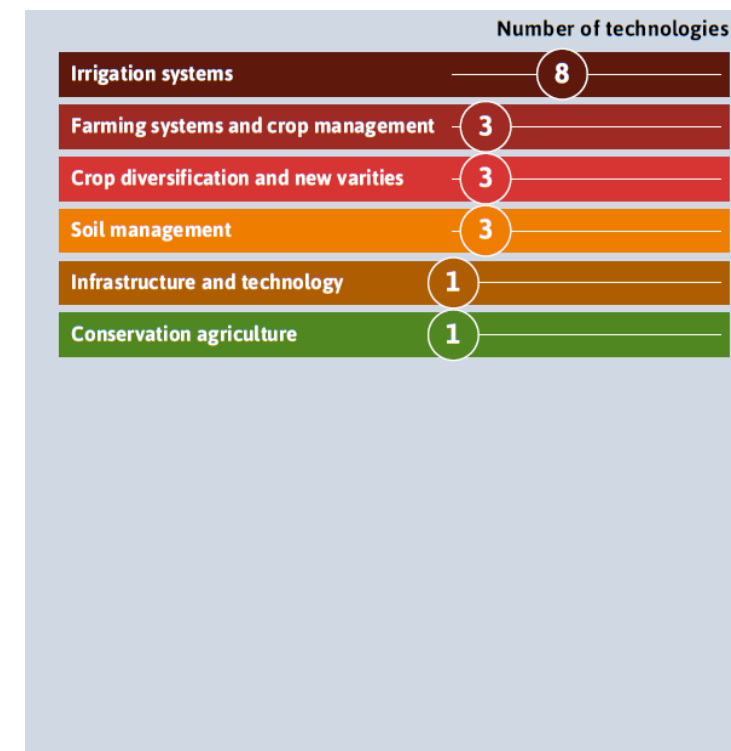 Number of technologies
Irrigation systems 8
Farming systems and crop management 3
Crop diversification and new varities 3
Soil management 3
Infrastructure and technology 1
Conservation agriculture 1